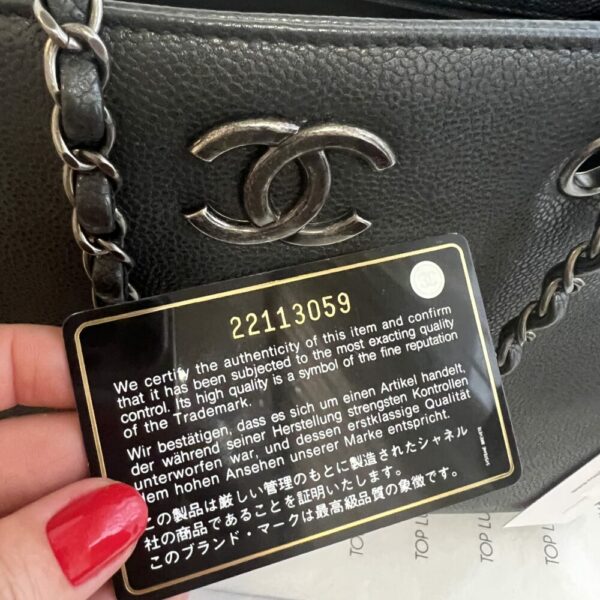 22113059
We certify the authenticity of this item and confirm
that it has been subjected to the most exacting quality
control. Its high quality is a symbol of the fine reputation
of the Trademark.
Wir bestätigen, dass es sich um einen Artikel handelt,
der während seiner Herstellung strengsten Kontrollen
unterworfen war, und dessen erstklassige Qualität
dem hohen Ansehen unserer Marke entspricht.
この製品は厳しい管理のもとに製造されたシャネル
社の商品であることを証明いたします。
このブランド・マークは最高級品質の象徴です。
TOP LU
TOP LU
TOP